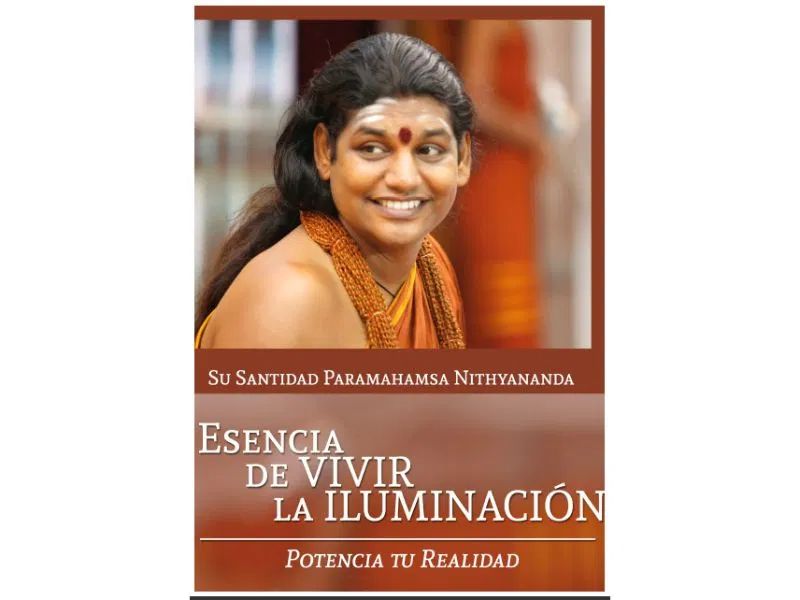 Su Santidad Paramahamsa Nithyananda
Esencia
de VIVIR
la ILUMINACIÓN
Potencia tu Realidad